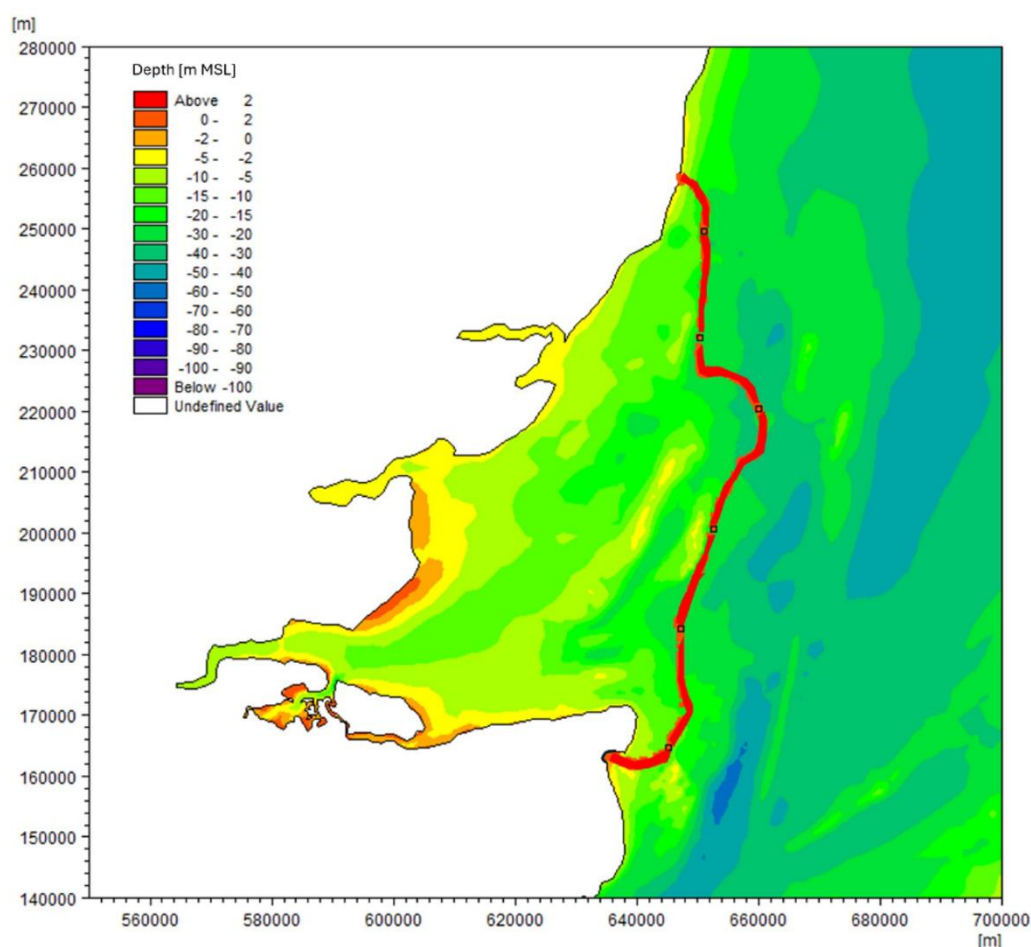 [m]
280000
Depth [m MSL]
Above 2
0 - 2
-2 - 0
-5 - -2
-10 - -5
-15 - -10
-20 - -15
-30 - -20
-40 - -30
-50 - -40
-60 - -50
-70 - -60
-80 - -70
-90 - -80
-100 - -90
Below -100
Undefined Value
270000
260000
250000
240000
230000
220000
210000
200000
190000
180000
170000
160000
150000
140000
560000 580000 600000 620000 640000 660000 680000 700000
[m]